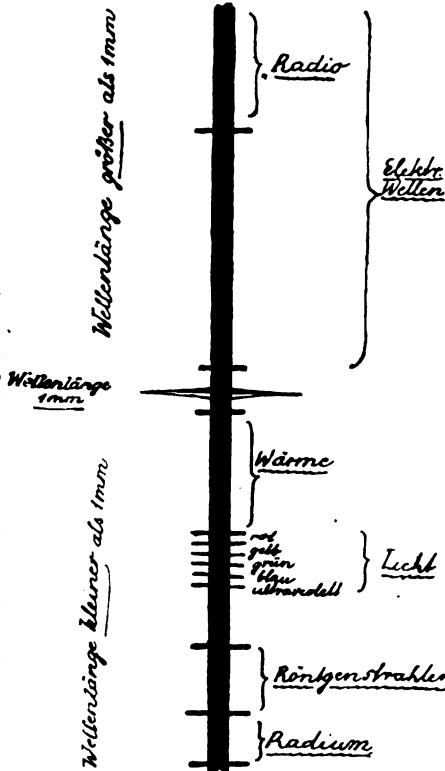 Wellenlänge größer als 1mm
Radio
Elektr.
Wellen
Wellenlänge
1mm
Wellenlänge kleiner als 1mm
Wärme
rot
gelb
grün
blau
ultraviolett
Licht
Röntgenstrahlen
Radium